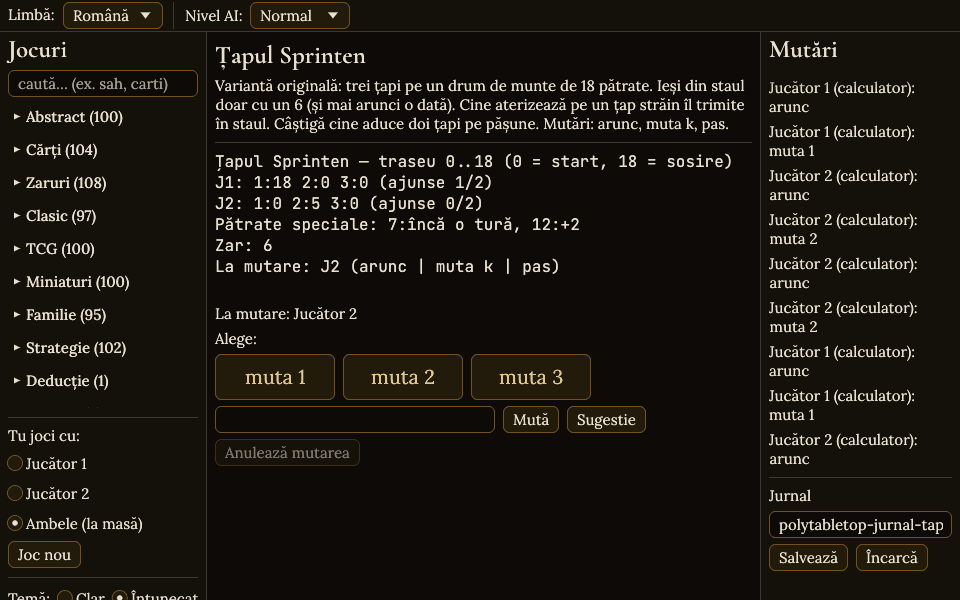 Limbă: Română ▼ Nivel AI: Normal ▼
Jocuri
caută... (ex. sah, carti)
▸ Abstract (100)
▸ Cărți (104)
▸ Zaruri (108)
▸ Clasic (97)
▸ TCG (100)
▸ Miniaturi (100)
▸ Familie (95)
▸ Strategie (102)
▸ Deducție (1)
Tu joci cu:
Jucător 1
Jucător 2
Ambele (la masă)
Joc nou
Temă: Clar Întunecat
Țapul Sprinten
Variantă originală: trei țapi pe un drum de munte de 18 pătrate. Ieși din staul
doar cu un 6 (și mai arunci o dată). Cine aterizează pe un țap străin îl trimite
în staul. Câștigă cine aduce doi țapi pe pășune. Mutări: arunc, muta k, pas.
Țapul Sprinten — traseu 0..18 (0 = start, 18 = sosire)
J1: 1:18 2:0 3:0 (ajunse 1/2)
J2: 1:0 2:5 3:0 (ajunse 0/2)
Pătrate speciale: 7:încă o tură, 12:+2
Zar: 6
La mutare: J2 (arunc | muta k | pas)
La mutare: Jucător 2
Alege:
muta 1 muta 2 muta 3
Mută Sugestie
Anulează mutarea
Mutări
Jucător 1 (calculator):
arunc
Jucător 1 (calculator):
muta 1
Jucător 2 (calculator):
arunc
Jucător 2 (calculator):
muta 2
Jucător 2 (calculator):
arunc
Jucător 2 (calculator):
muta 2
Jucător 1 (calculator):
arunc
Jucător 1 (calculator):
muta 1
Jucător 2 (calculator):
arunc
Jurnal
polytabletop-jurnal-tap
Salvează Încarcă